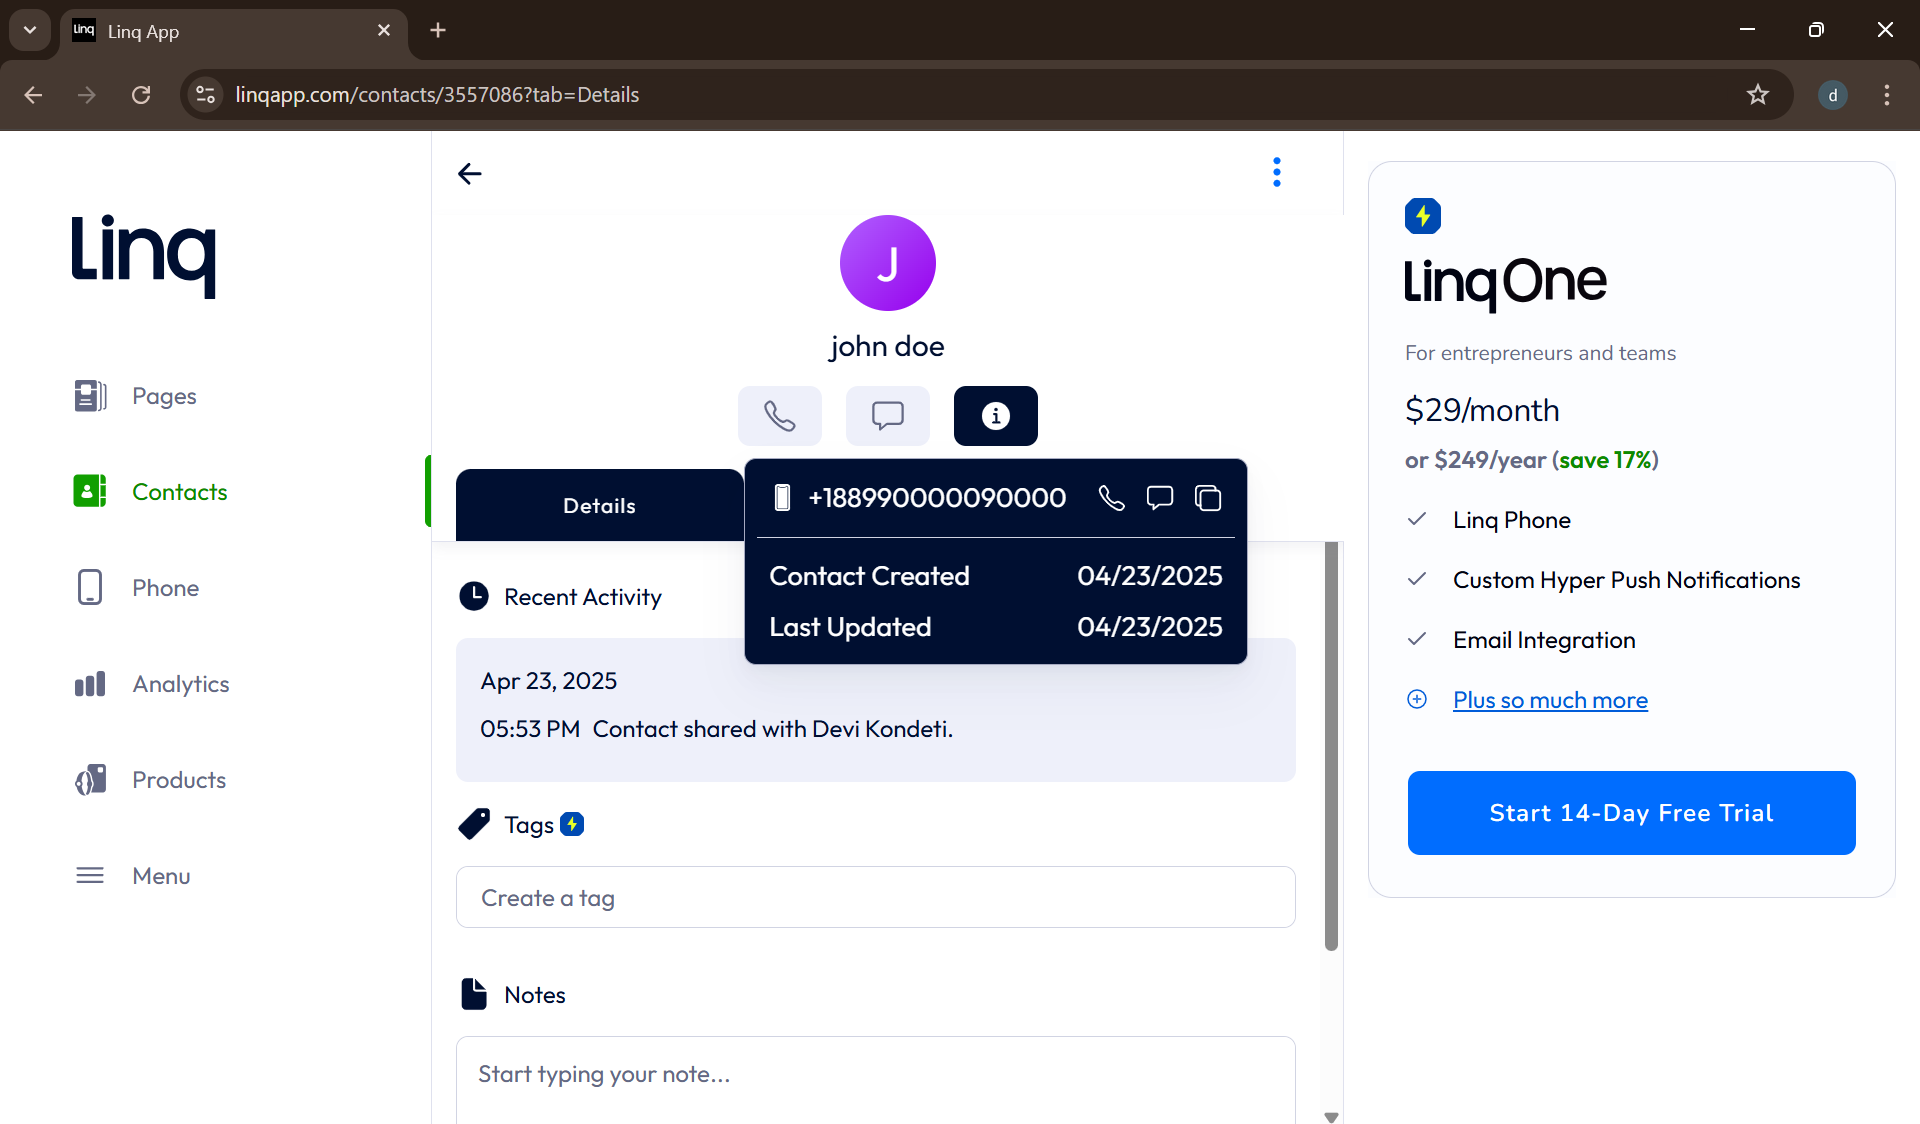 linq
Linq App
linqapp.com/contacts/3557086?tab=Details
d
Linq
Pages
Contacts
Phone
Analytics
Products
Menu
J
john doe
Details
+188990000090000
Contact Created 04/23/2025
Last Updated 04/23/2025
Recent Activity
Apr 23, 2025
05:53 PM Contact shared with Devi Kondeti.
Tags
Create a tag
Notes
Start typing your note...
Linq One
For entrepreneurs and teams
$29/month
or $249/year (save 17%)
Linq Phone
Custom Hyper Push Notifications
Email Integration
Plus so much more
Start 14-Day Free Trial